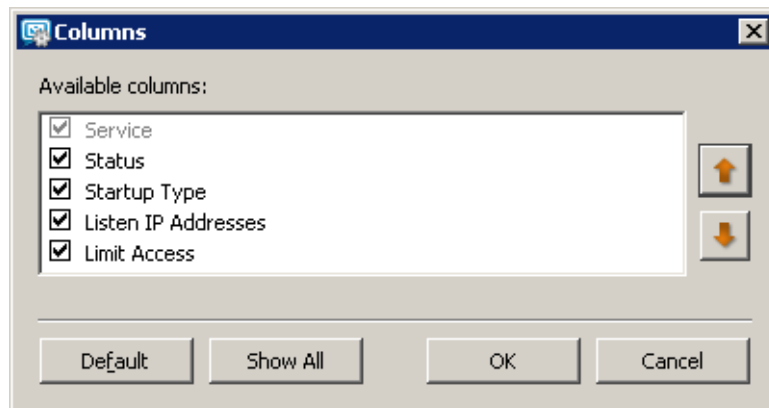 Columns
Available columns:
Service
Status
Startup Type
Listen IP Addresses
Limit Access
Default
Show All
OK
Cancel